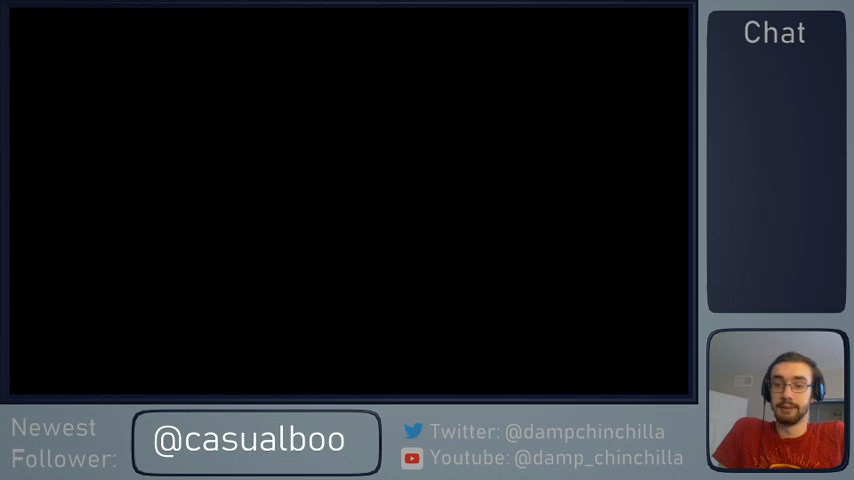 Chat
Newest
Follower:
@casualboo
Twitter: @dampchinchilla
Youtube: @damp_chinchilla